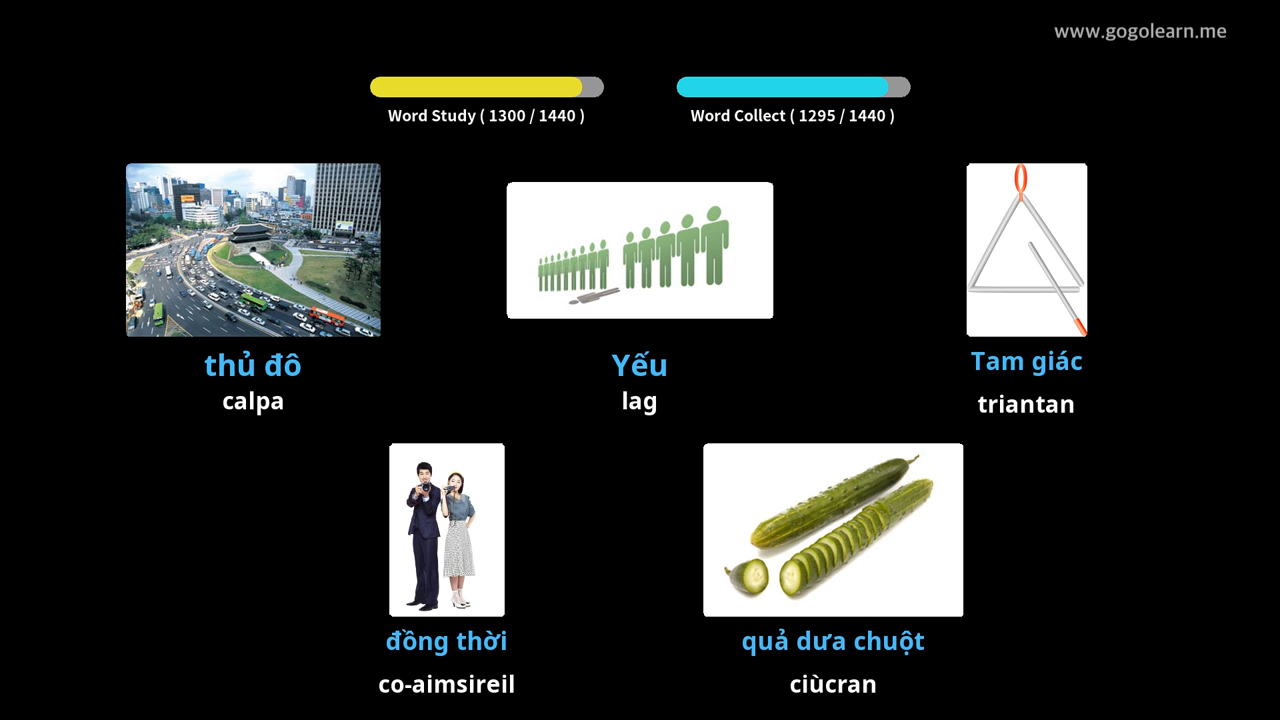 www.gogolearn.me
Word Study ( 1300 / 1440 )
Word Collect ( 1295 / 1440 )
thủ đô
calpa
Yếu
lag
Tam giác
triantan
đồng thời
co-aimsireil
quả dưa chuột
ciùcran